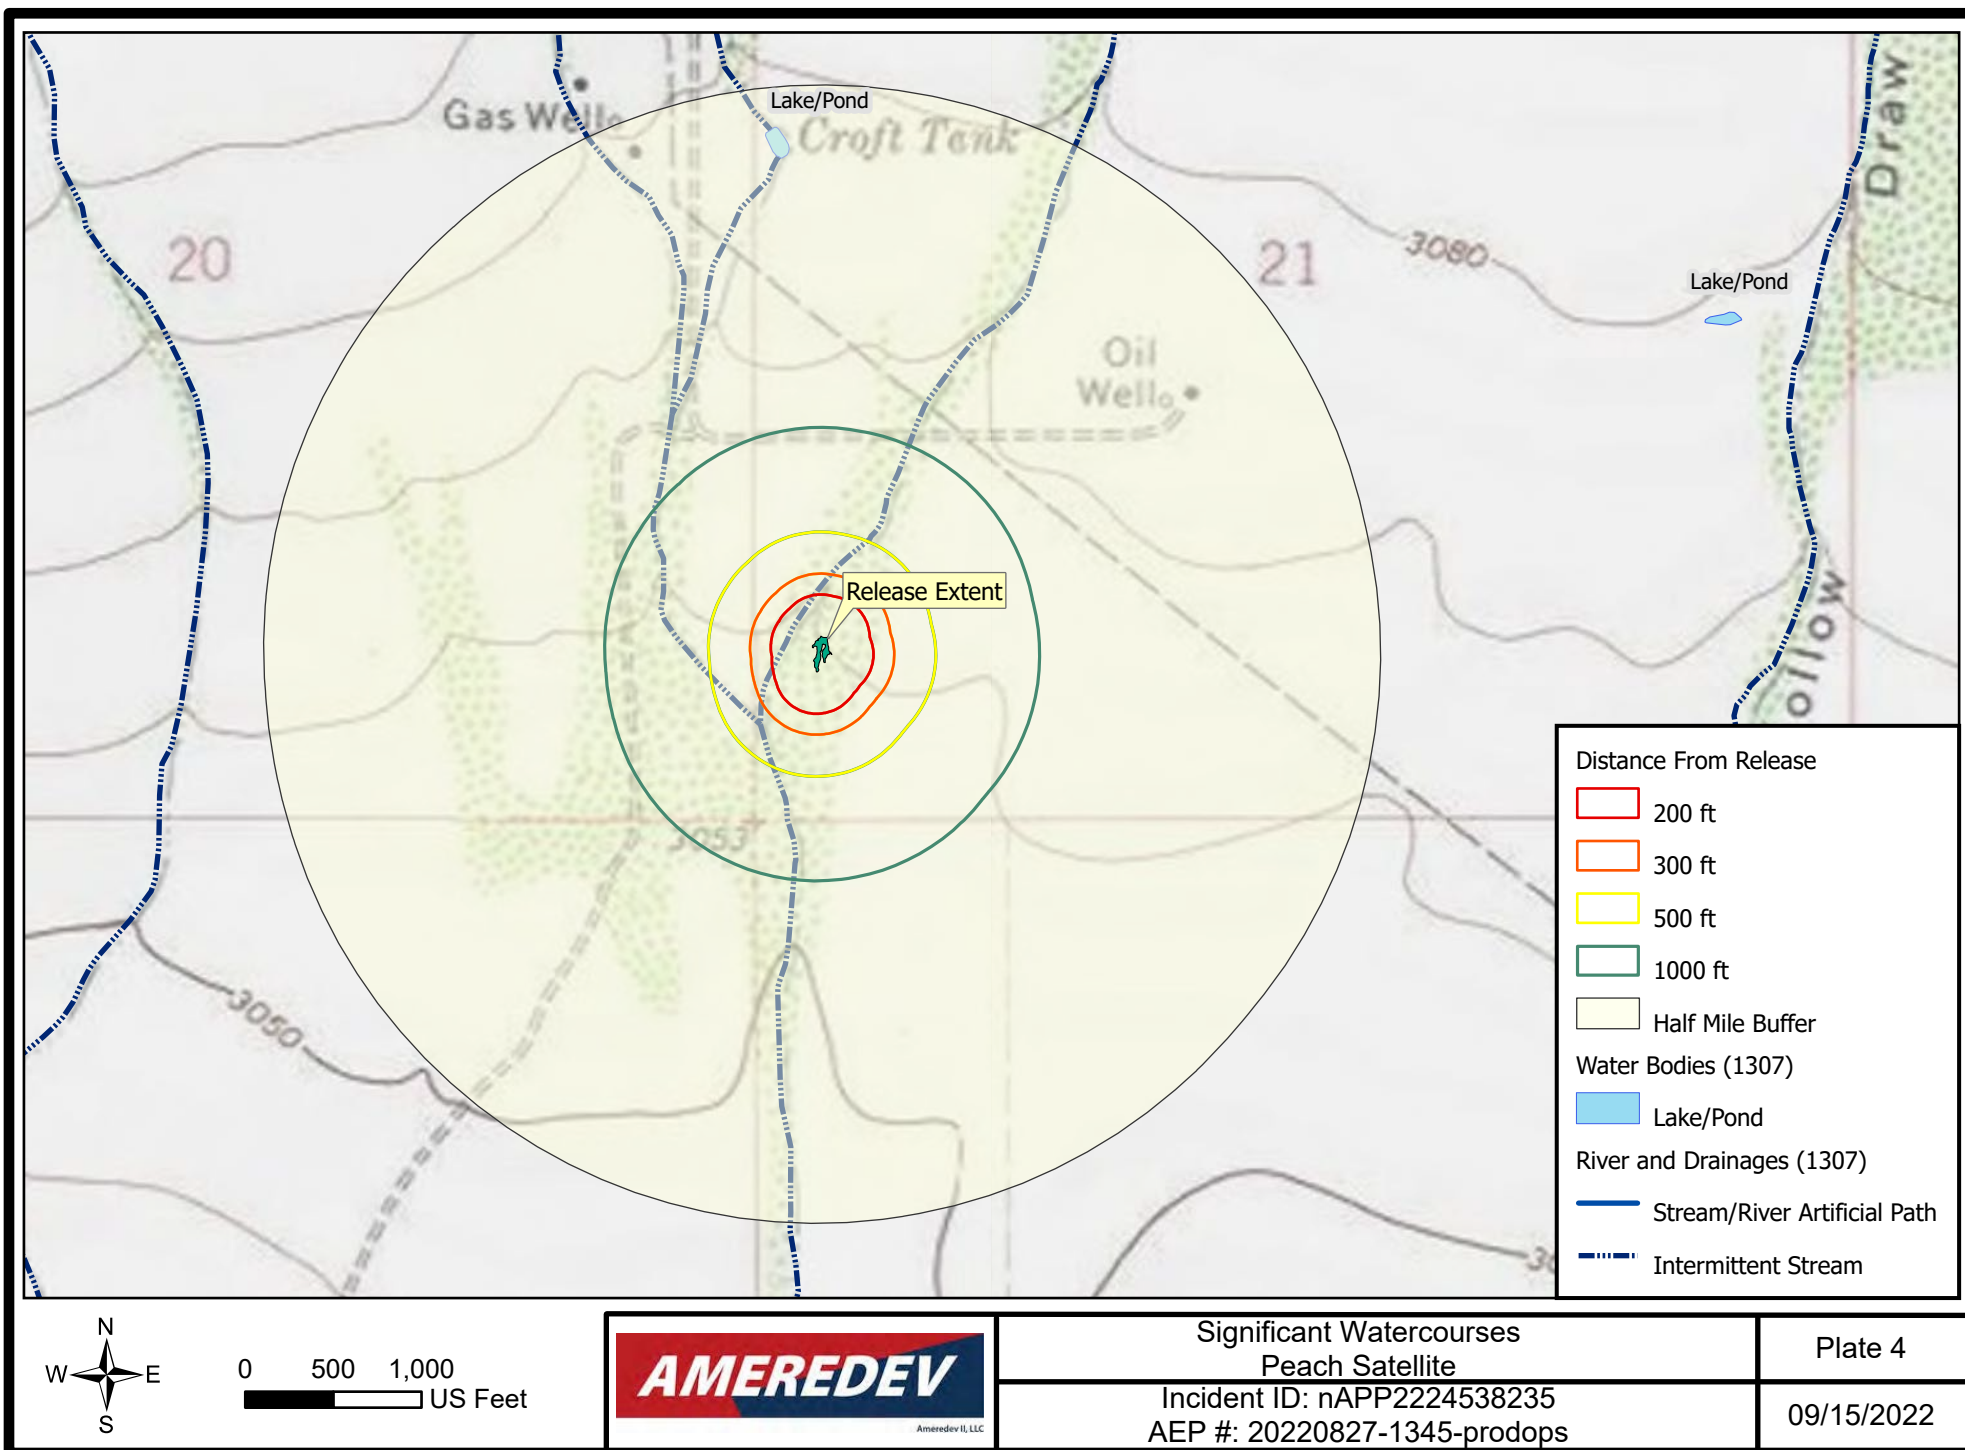 Gas Well
Lake/Pond
Croft Tank
Draw
20
21
3080
Lake/Pond
Oil
Well
Release Extent
ollow
3053
3050
Distance From Release
200 ft
300 ft
500 ft
1000 ft
Half Mile Buffer
Water Bodies (1307)
Lake/Pond
River and Drainages (1307)
Stream/River Artificial Path
Intermittent Stream
30
N
W E
S
0 500 1,000
US Feet
AMEREDEV
Ameredev II, LLC
Significant Watercourses
Peach Satellite
Incident ID: nAPP2224538235
AEP #: 20220827-1345-prodops
Plate 4
09/15/2022